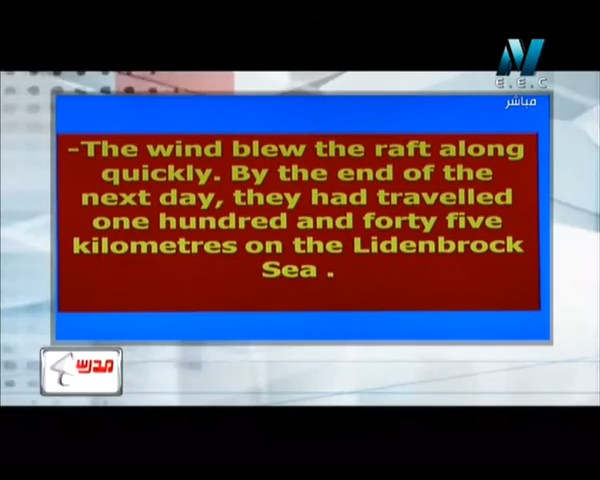 E.E.C
مباشر
-The wind blew the raft along
quickly. By the end of the
next day, they had travelled
one hundred and forty five
kilometres on the Lidenbrock
Sea .
مدرس